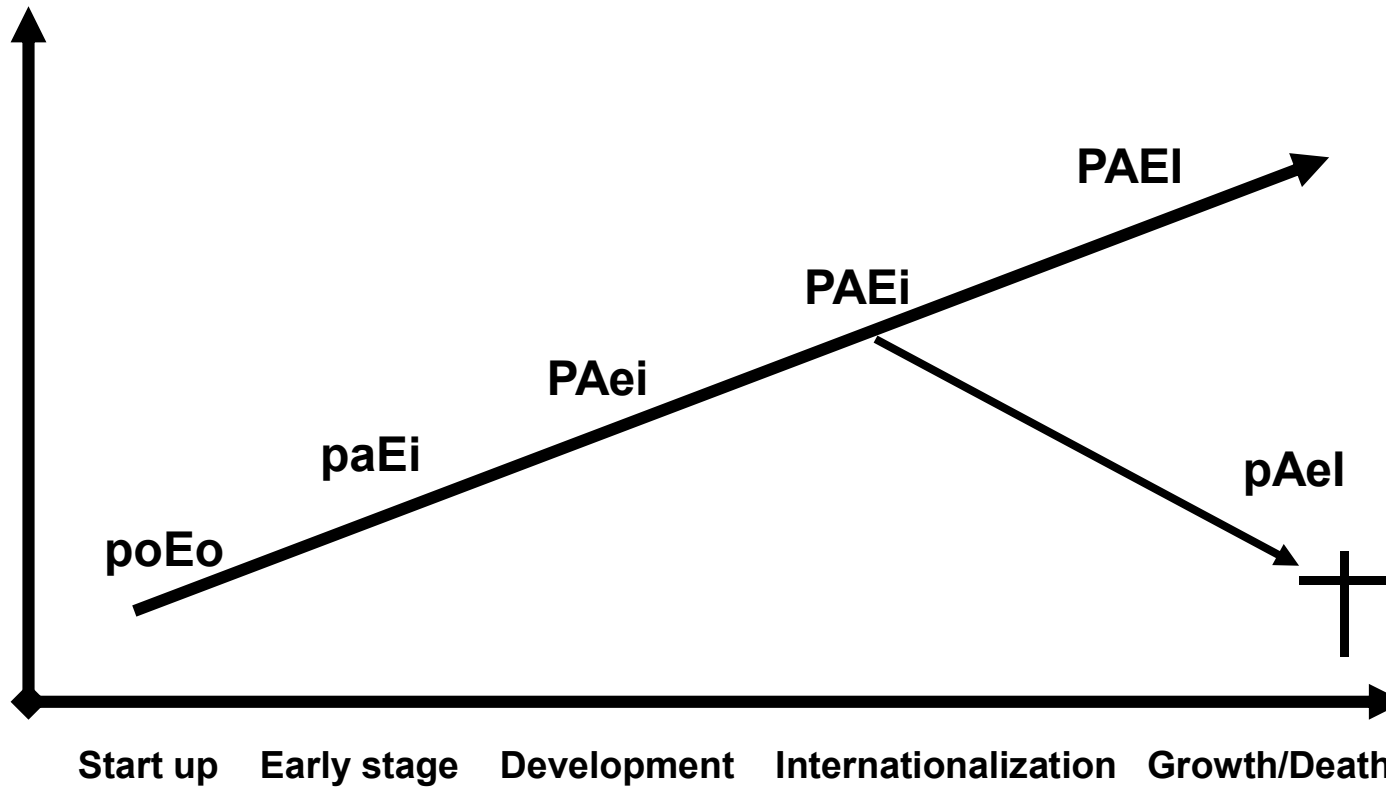 PAEI
PAEi
PAei
paEi
pAeI
poEo
Start up Early stage Development Internationalization Growth/Death